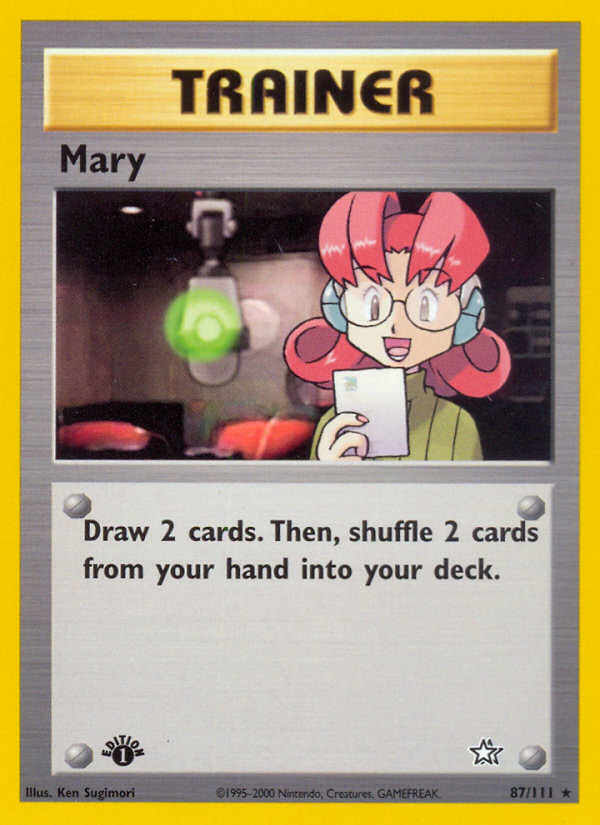 TRAINER
Mary
Draw 2 cards. Then, shuffle 2 cards
from your hand into your deck.
EDITION
1
Illus. Ken Sugimori
©1995–2000 Nintendo, Creatures, GAMEFREAK.
87/111 ★